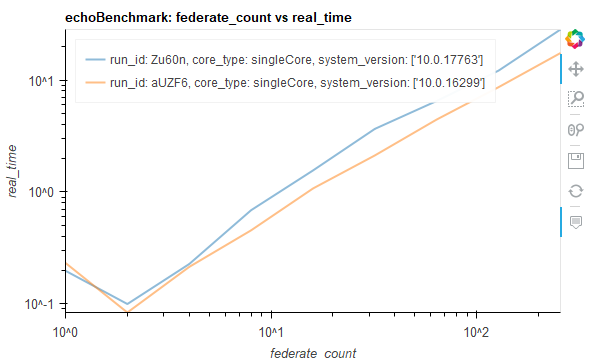 echoBenchmark: federate_count vs real_time
run_id: Zu60n, core_type: singleCore, system_version: ['10.0.17763']
run_id: aUZF6, core_type: singleCore, system_version: ['10.0.16299']
10^1
10^0
10^-1
real_time
10^0 10^1 10^2
federate_count